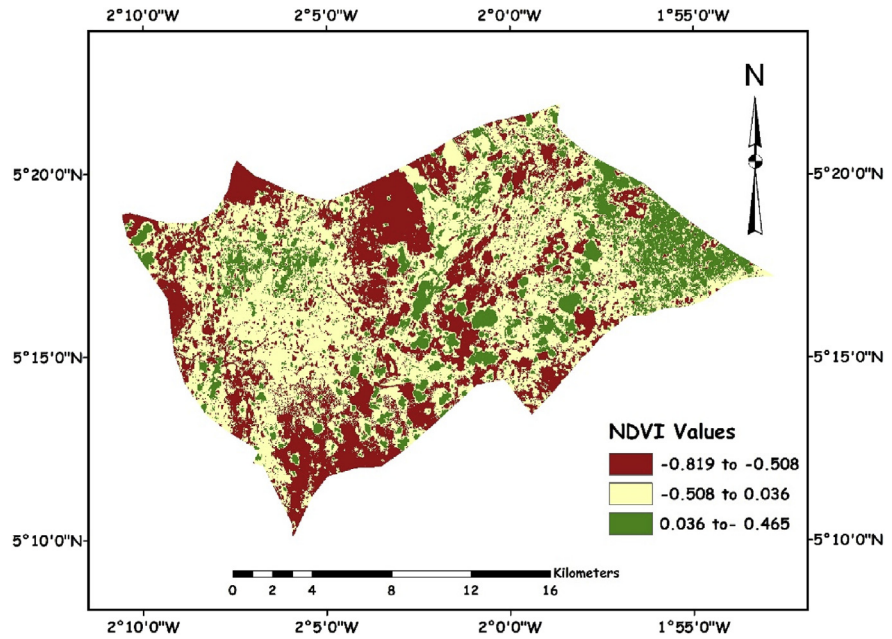 2°10'0"W 2°5'0"W 2°0'0"W 1°55'0"W
N
5°20'0"N 5°20'0"N
5°15'0"N 5°15'0"N
NDVI Values
-0.819 to -0.508
-0.508 to 0.036
0.036 to- 0.465
5°10'0"N 5°10'0"N
Kilometers
0 2 4 8 12 16
2°10'0"W 2°5'0"W 2°0'0"W 1°55'0"W